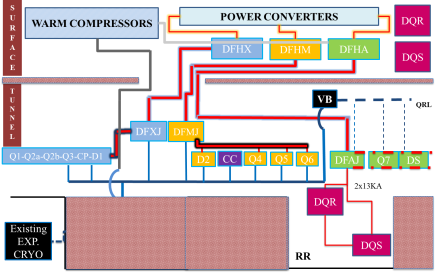 SURFACE
WARM COMPRESSORS
POWER CONVERTERS
DQR
DFHX
DFHM
DFHA
DQS
TUNNEL
VB
QRL
DFXJ
DFMJ
Q1-Q2a-Q2b-Q3-CP-D1
D2
CC
Q4
Q5
Q6
DFAJ
Q7
DS
2x13KA
DQR
Existing
EXP.
CRYO
DQS
RR